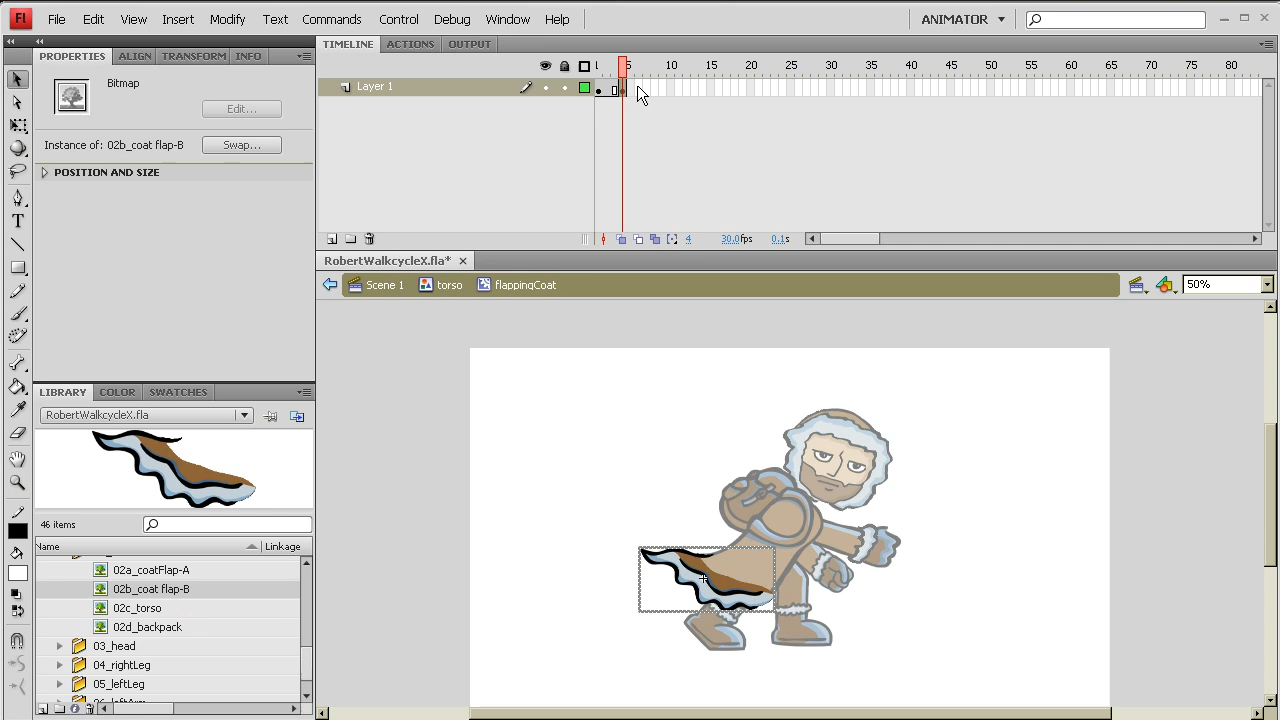 Fl File Edit View Insert Modify Text Commands Control Debug Window Help ANIMATOR
PROPERTIES ALIGN TRANSFORM INFO
Bitmap
Edit...
Instance of: 02b_coat flap-B Swap...
POSITION AND SIZE
TIMELINE ACTIONS OUTPUT
1 5 10 15 20 25 30 35 40 45 50 55 60 65 70 75 80
Layer 1
4 30.0fps 0.1s
RobertWalkcycleX.fla*
Scene 1 torso flappingCoat 50%
LIBRARY COLOR SWATCHES
RobertWalkcycleX.fla
46 items
Name Linkage
02a_coatFlap-A
02b_coat flap-B
02c_torso
02d_backpack
03_head
04_rightLeg
05_leftLeg